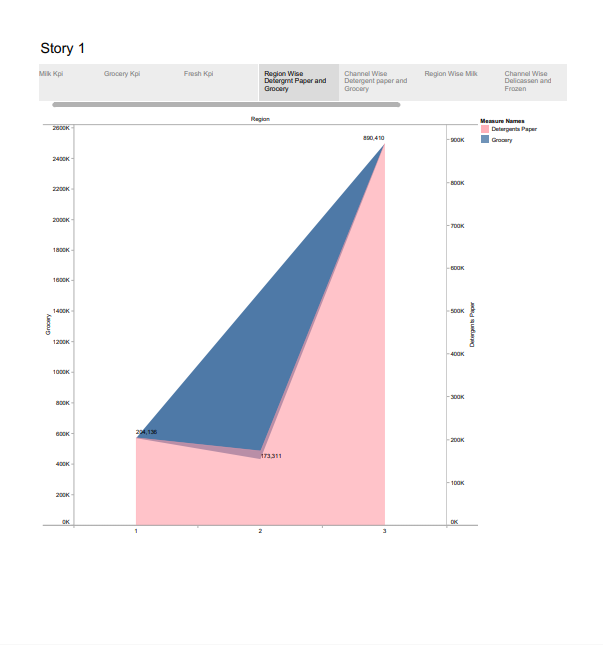 Story 1
Milk Kpi
Grocery Kpi
Fresh Kpi
Region Wise
Detergrnt Paper and
Grocery
Channel Wise
Detergent paper and
Grocery
Region Wise Milk
Channel Wise
Delicassen and
Frozen
Region
Measure Names
Detergents Paper
Grocery
2600K
2400K
2200K
2000K
1800K
1600K
1400K
1200K
1000K
800K
600K
400K
200K
0K
Grocery
890,410
204,136
173,311
900K
800K
700K
600K
500K
400K
300K
200K
100K
0K
Detergents Paper
1
2
3